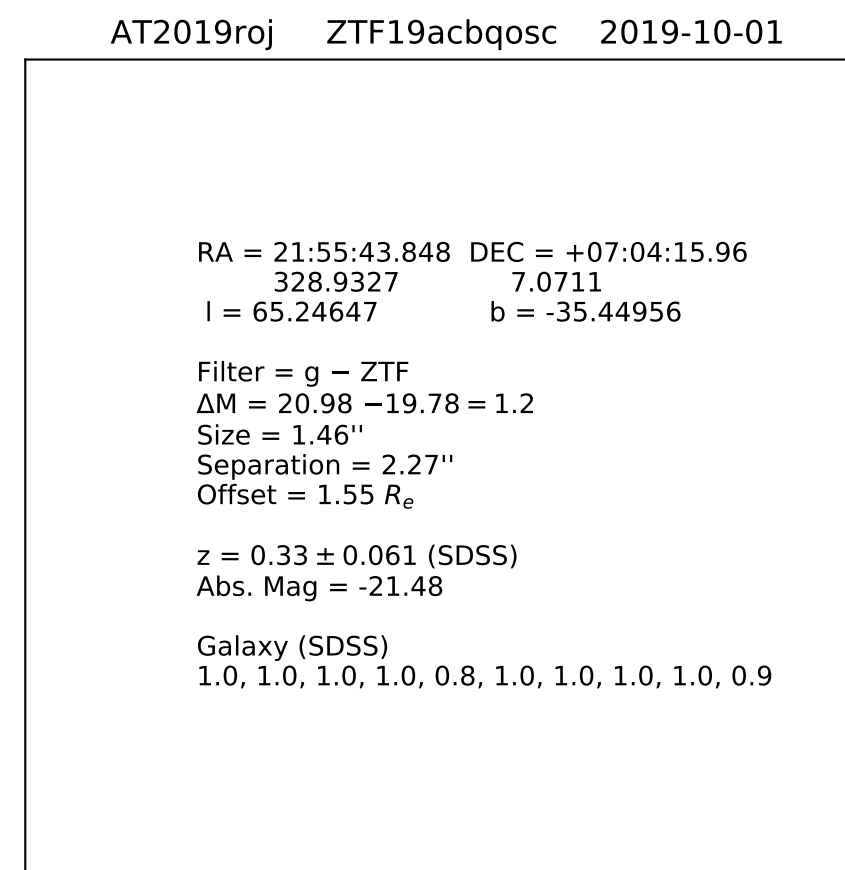 AT2019roj ZTF19acbqosc 2019-10-01
RA = 21:55:43.848 DEC = +07:04:15.96
328.9327 7.0711
l = 65.24647 b = -35.44956
Filter = g − ZTF
ΔM = 20.98 −19.78 = 1.2
Size = 1.46''
Separation = 2.27''
Offset = 1.55 Rₑ
z = 0.33 ± 0.061 (SDSS)
Abs. Mag = -21.48
Galaxy (SDSS)
1.0, 1.0, 1.0, 1.0, 0.8, 1.0, 1.0, 1.0, 1.0, 0.9